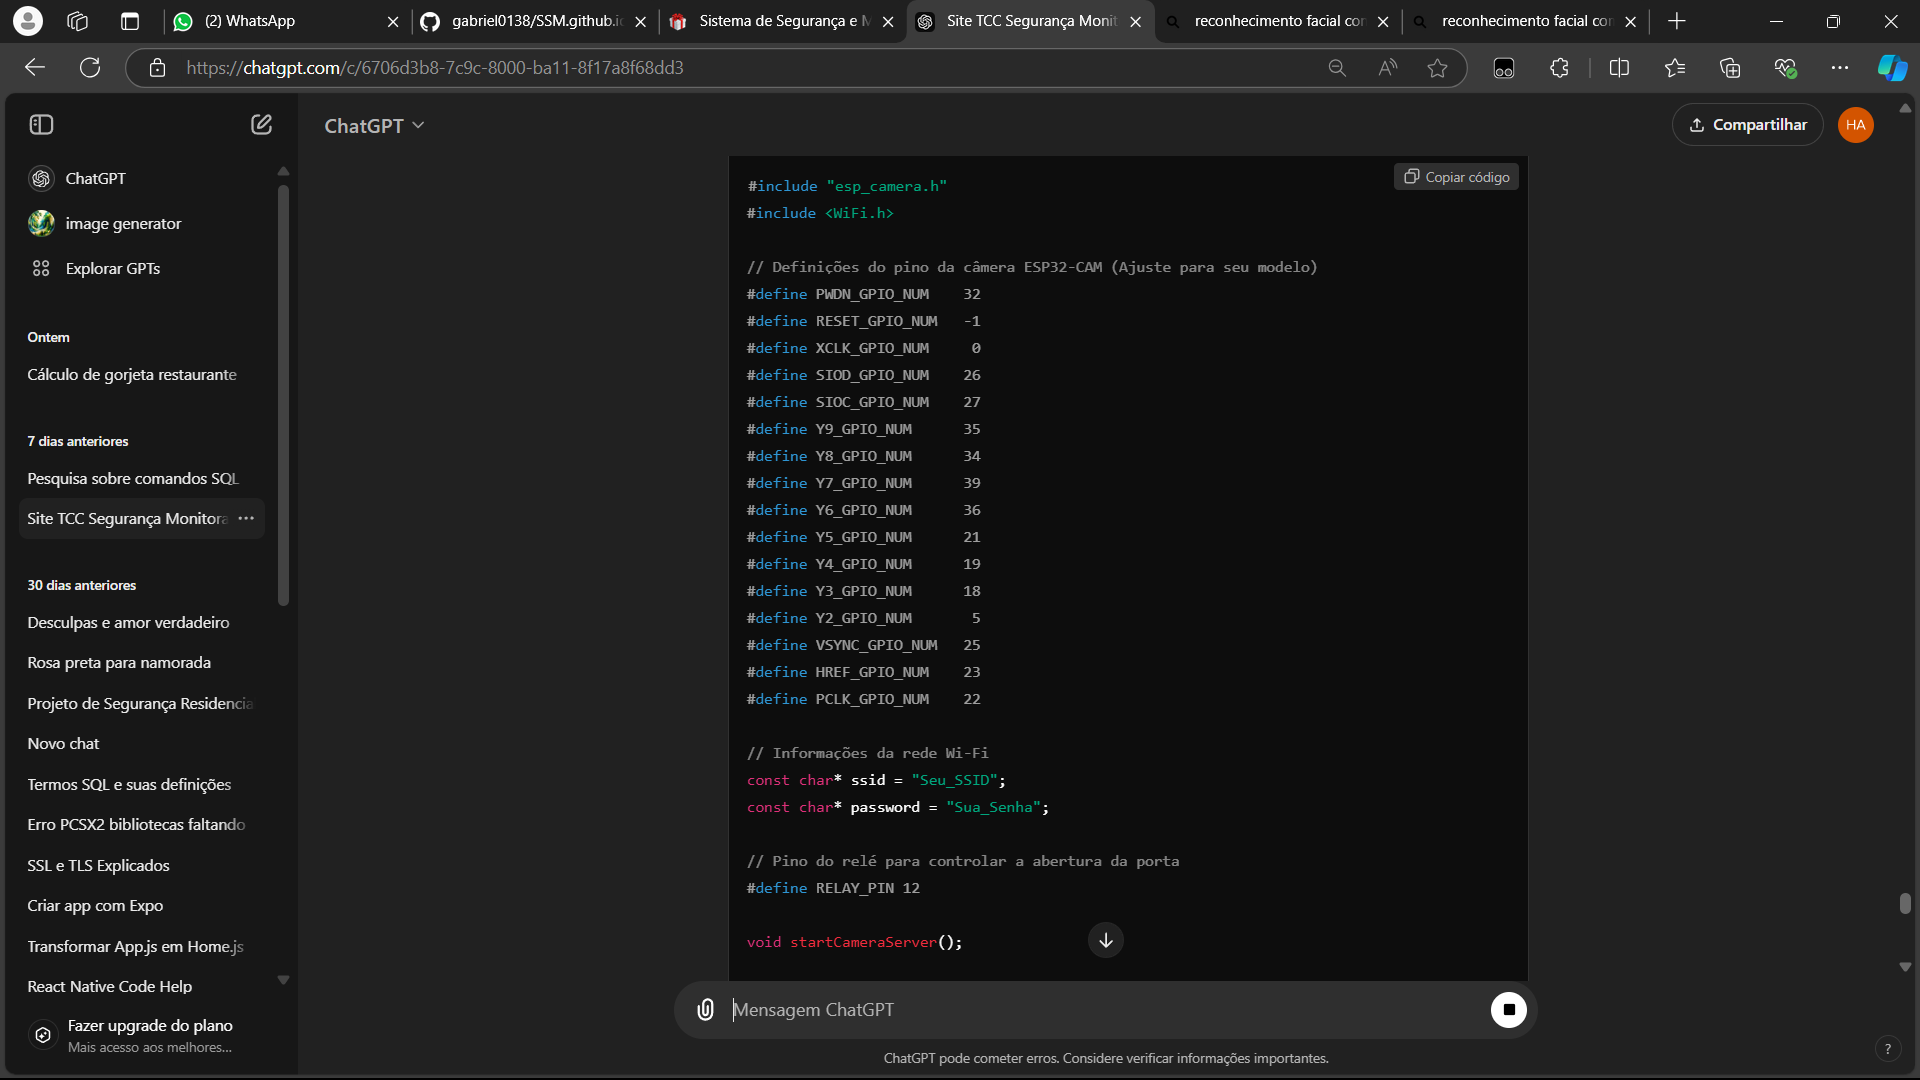 (2) WhatsApp
gabriel0138/SSM.github.io
Sistema de Segurança e M
Site TCC Segurança Monit
reconhecimento facial con
reconhecimento facial con
https://chatgpt.com/c/6706d3b8-7c9c-8000-ba11-8f17a8f68dd3
ChatGPT
Compartilhar
HA
ChatGPT
image generator
Explorar GPTs
Ontem
Cálculo de gorjeta restaurante
7 dias anteriores
Pesquisa sobre comandos SQL
Site TCC Segurança Monitora
30 dias anteriores
Desculpas e amor verdadeiro
Rosa preta para namorada
Projeto de Segurança Residencia
Novo chat
Termos SQL e suas definições
Erro PCSX2 bibliotecas faltando
SSL e TLS Explicados
Criar app com Expo
Transformar App.js em Home.js
React Native Code Help
Fazer upgrade do plano
Mais acesso aos melhores...
Copiar código
#include "esp_camera.h"
#include <WiFi.h>
// Definições do pino da câmera ESP32-CAM (Ajuste para seu modelo)
#define PWDN_GPIO_NUM    32
#define RESET_GPIO_NUM   -1
#define XCLK_GPIO_NUM     0
#define SIOD_GPIO_NUM    26
#define SIOC_GPIO_NUM    27
#define Y9_GPIO_NUM      35
#define Y8_GPIO_NUM      34
#define Y7_GPIO_NUM      39
#define Y6_GPIO_NUM      36
#define Y5_GPIO_NUM      21
#define Y4_GPIO_NUM      19
#define Y3_GPIO_NUM      18
#define Y2_GPIO_NUM       5
#define VSYNC_GPIO_NUM   25
#define HREF_GPIO_NUM    23
#define PCLK_GPIO_NUM    22
// Informações da rede Wi-Fi
const char* ssid = "Seu_SSID";
const char* password = "Sua_Senha";
// Pino do relé para controlar a abertura da porta
#define RELAY_PIN 12
void startCameraServer();
Mensagem ChatGPT
ChatGPT pode cometer erros. Considere verificar informações importantes.
?